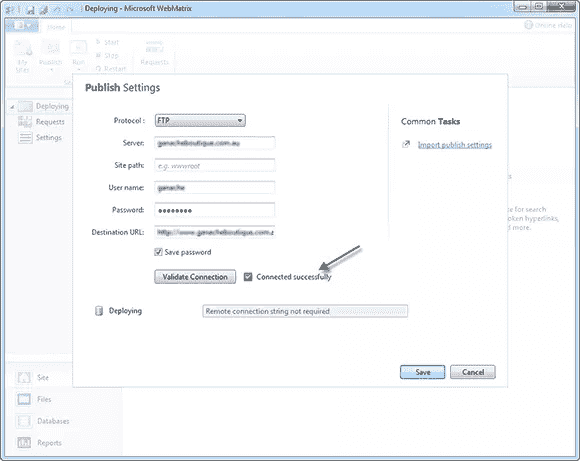 Deploying - Microsoft WebMatrix
Home
Online Help
My Sites
Publish
Run
Start
Stop
Restart
Requests
Deploying
Requests
Settings
Publish Settings
Protocol :
FTP
Server:
ganacheboutique.com.au
Site path:
e.g. wwwroot
User name:
ganache
Password:
Destination URL:
http://www.ganacheboutique.com.a
Save password
Validate Connection
Connected successfully
Deploying
Remote connection string not required
Common Tasks
Import publish settings
s
e for search
oken hyperlinks,
d more.
Save
Cancel
Site
Files
Databases
Reports